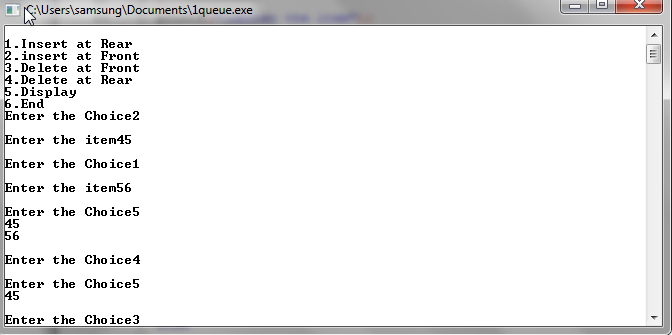 C:\Users\samsung\Documents\1queue.exe
1.Insert at Rear
2.insert at Front
3.Delete at Front
4.Delete at Rear
5.Display
6.End
Enter the Choice2
Enter the item45
Enter the Choice1
Enter the item56
Enter the Choice5
45
56
Enter the Choice4
Enter the Choice5
45
Enter the Choice3